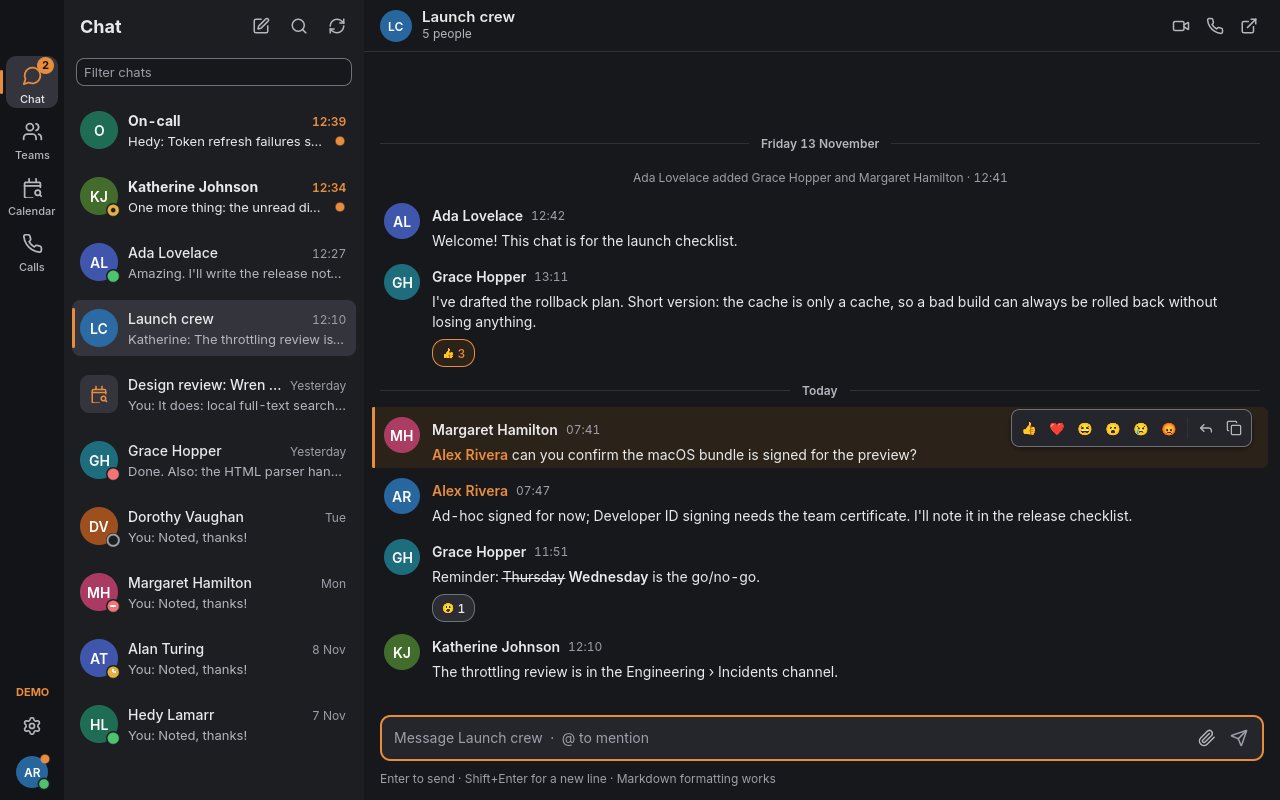 2
Chat
Teams
Calendar
Calls
DEMO
AR
Chat
Filter chats
O
On-call
12:39
Hedy: Token refresh failures s...
KJ
Katherine Johnson
12:34
One more thing: the unread di...
AL
Ada Lovelace
12:27
Amazing. I'll write the release not...
LC
Launch crew
12:10
Katherine: The throttling review is...
Design review: Wren ...
Yesterday
You: It does: local full-text search...
GH
Grace Hopper
Yesterday
Done. Also: the HTML parser han...
DV
Dorothy Vaughan
Tue
You: Noted, thanks!
MH
Margaret Hamilton
Mon
You: Noted, thanks!
AT
Alan Turing
8 Nov
You: Noted, thanks!
HL
Hedy Lamarr
7 Nov
You: Noted, thanks!
LC
Launch crew
5 people
Friday 13 November
Ada Lovelace added Grace Hopper and Margaret Hamilton · 12:41
AL
Ada Lovelace 12:42
Welcome! This chat is for the launch checklist.
GH
Grace Hopper 13:11
I've drafted the rollback plan. Short version: the cache is only a cache, so a bad build can always be rolled back without
losing anything.
👍 3
Today
MH
Margaret Hamilton 07:41
👍 ❤️ 😆 😮 😢 😡
Alex Rivera can you confirm the macOS bundle is signed for the preview?
AR
Alex Rivera 07:47
Ad-hoc signed for now; Developer ID signing needs the team certificate. I'll note it in the release checklist.
GH
Grace Hopper 11:51
Reminder: Thursday Wednesday is the go/no-go.
😮 1
KJ
Katherine Johnson 12:10
The throttling review is in the Engineering › Incidents channel.
Message Launch crew · @ to mention
Enter to send · Shift+Enter for a new line · Markdown formatting works